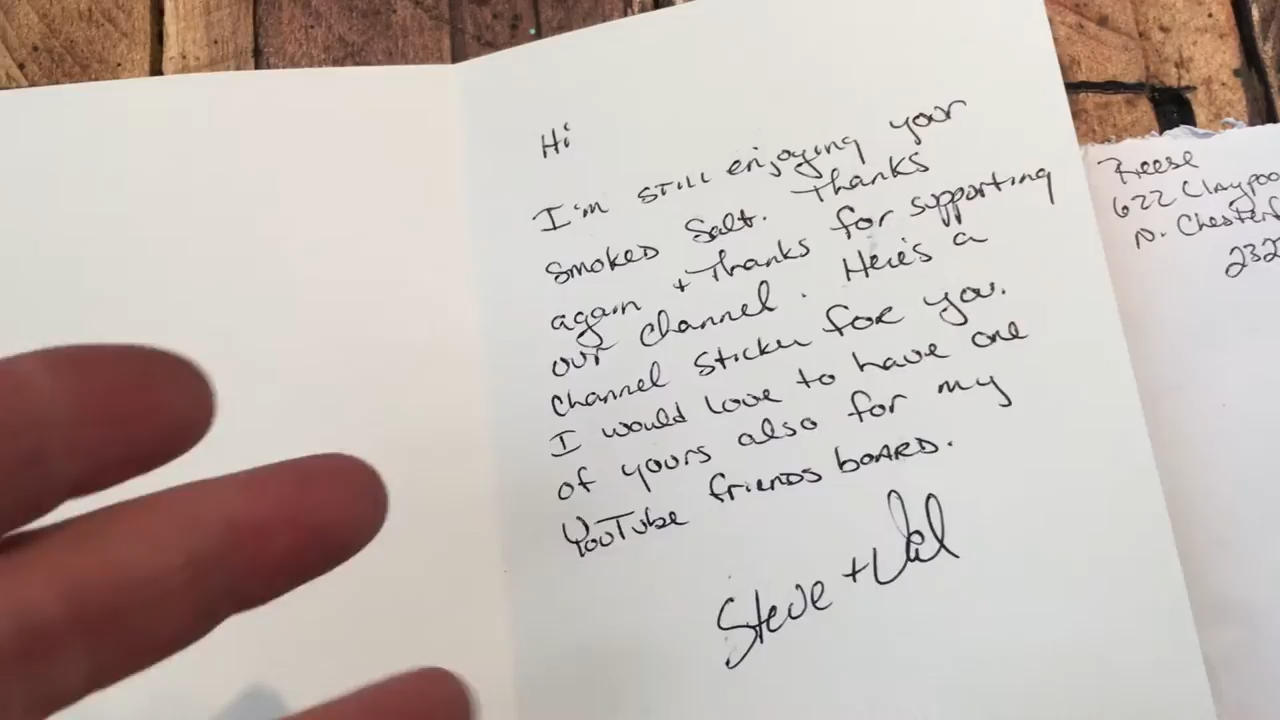 Hi
I'm STILL enjoying your
smoked Salt. Thanks
again + Thanks for supporting
our channel. Here's a
channel sticker for you.
I would love to have one
of yours also for my
YouTube friends board.
Steve +
Reese
622
N.